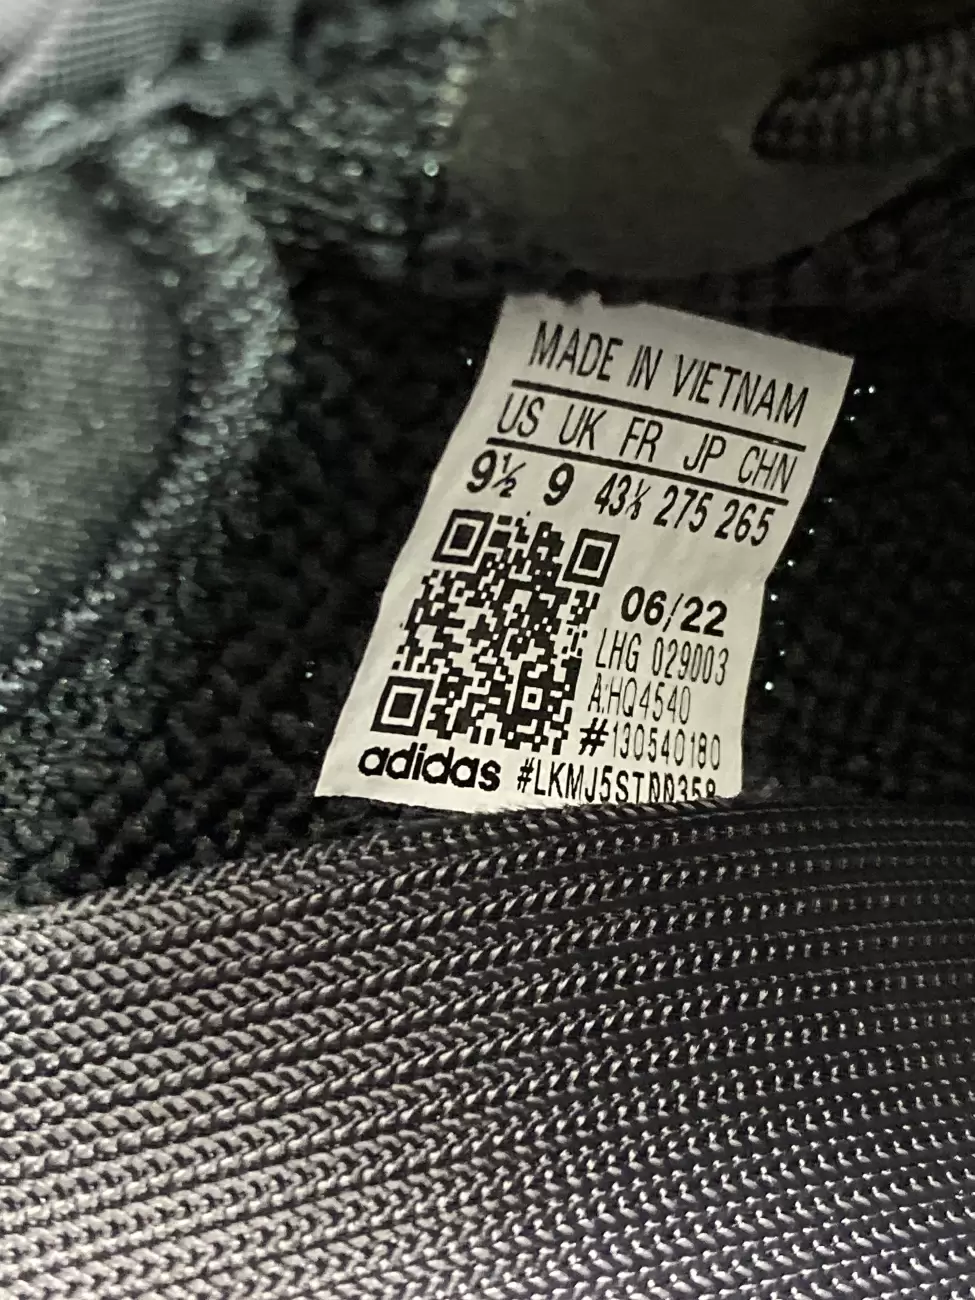 MADE IN VIETNAM
US UK FR JP CHN
9½ 9 43⅓ 275 265
06/22
LHG 029003
A:HQ4540
#130540180
adidas #LKMJ5ST00358